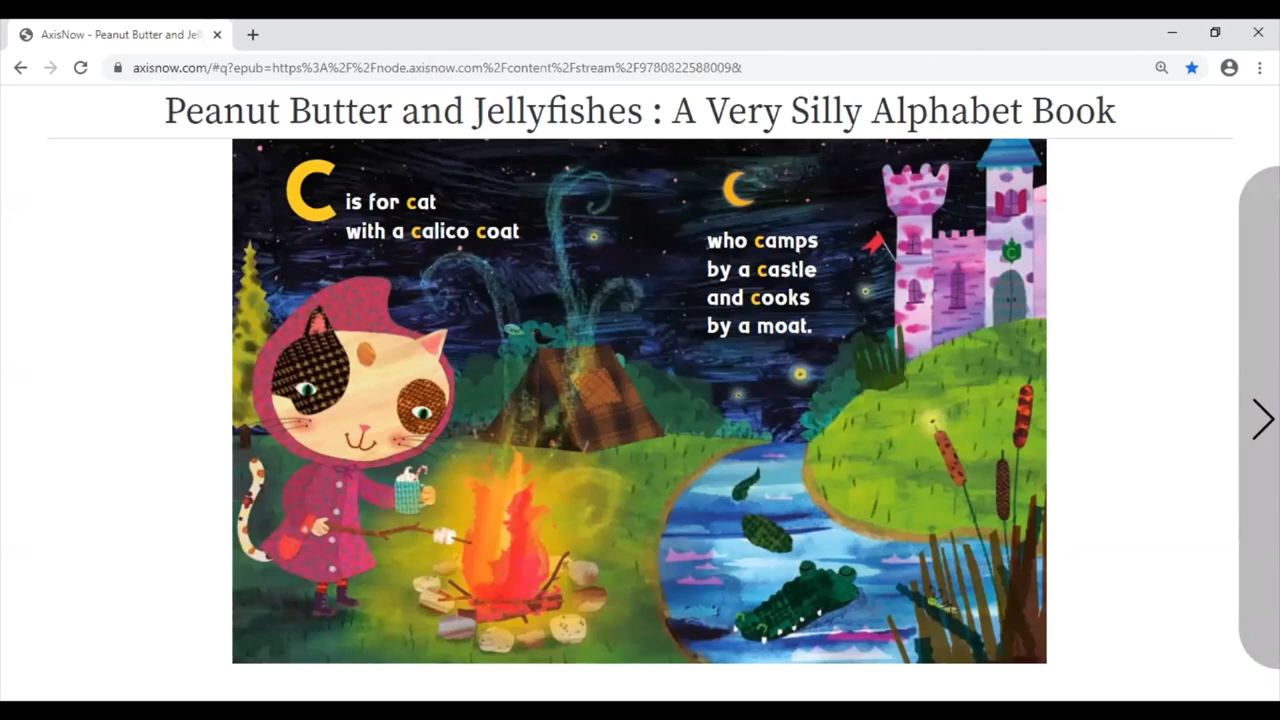 AxisNow - Peanut Butter and Jell
axisnow.com/#q?epub=https%3A%2F%2Fnode.axisnow.com%2Fcontent%2Fstream%2F9780822588009&
Peanut Butter and Jellyfishes : A Very Silly Alphabet Book
C is for cat
with a calico coat
who camps
by a castle
and cooks
by a moat.
C